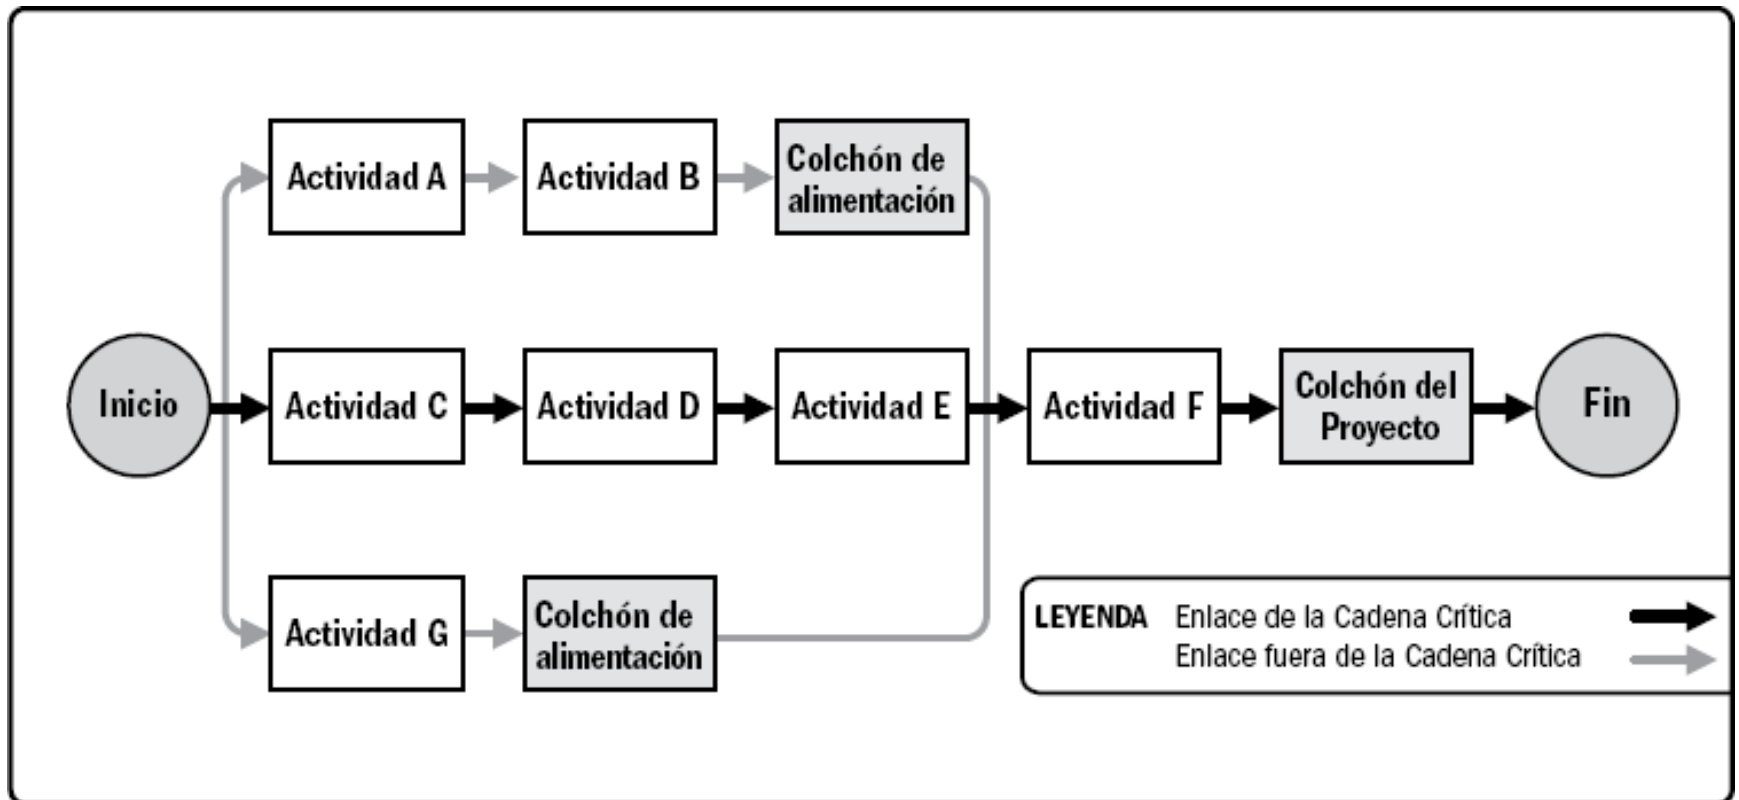 Actividad A
Actividad B
Colchón de
alimentación
Inicio
Actividad C
Actividad D
Actividad E
Actividad F
Colchón del
Proyecto
Fin
Actividad G
Colchón de
alimentación
LEYENDA Enlace de la Cadena Crítica
Enlace fuera de la Cadena Crítica